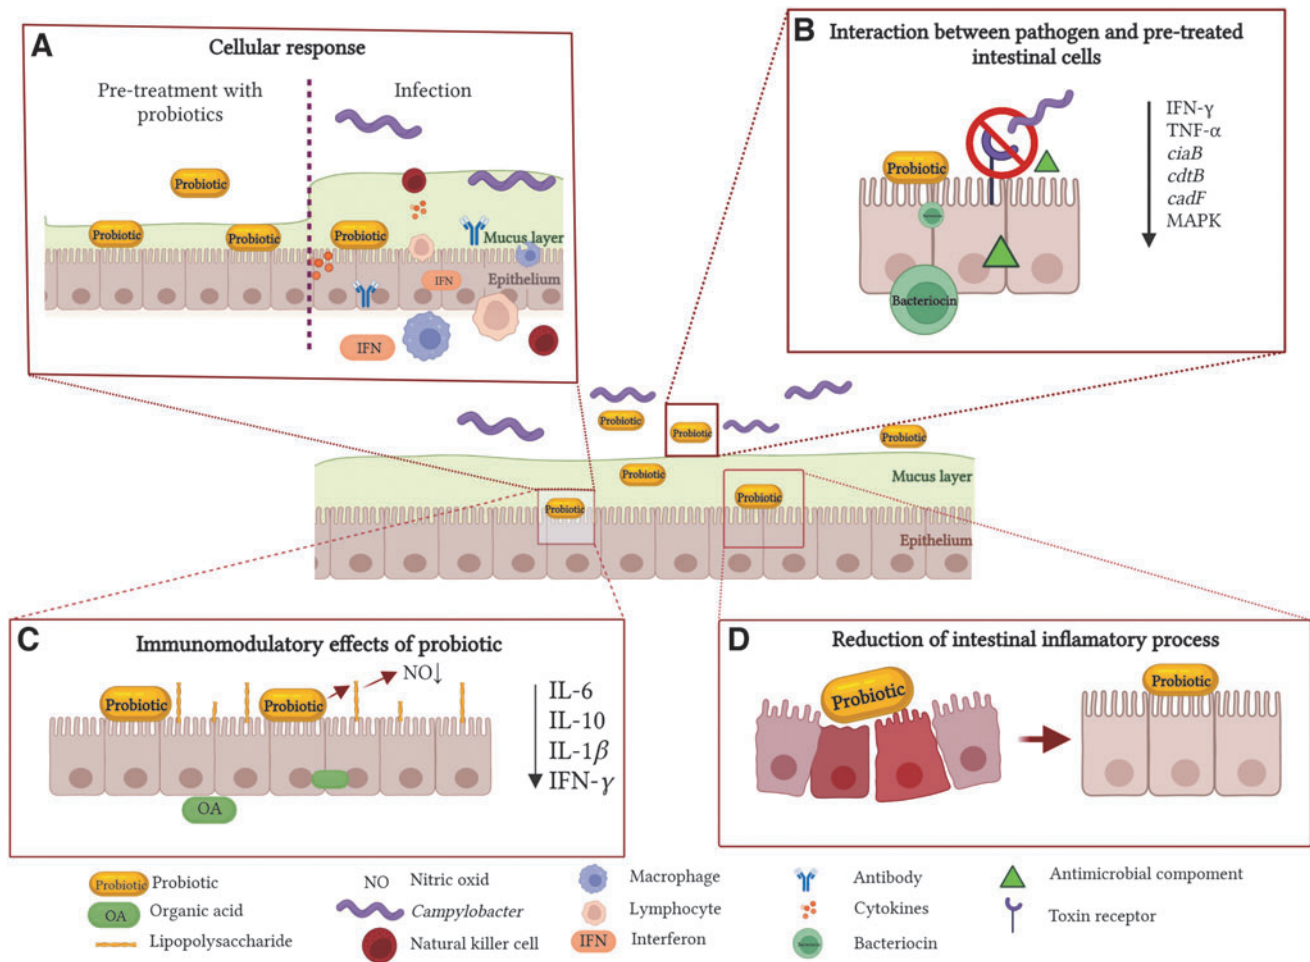 A
Cellular response
Pre-treatment with
probiotics
Infection
Probiotic
Probiotic
Probiotic
Probiotic
Mucus layer
IFN
Epithelium
IFN
B
Interaction between pathogen and pre-treated
intestinal cells
Probiotic
Bacteriocin
Bacteriocin
IFN-γ
TNF-α
ciaB
cdtB
cadF
MAPK
Probiotic
Probiotic
Probiotic
Probiotic
Mucus layer
Probiotic
Probiotic
Epithelium
C
Immunomodulatory effects of probiotic
Probiotic
Probiotic
NO↓
OA
IL-6
IL-10
IL-1β
IFN-γ
D
Reduction of intestinal inflamatory process
Probiotic
Probiotic
Probiotic Probiotic
OA Organic acid
Lipopolysaccharide
NO Nitric oxid
Campylobacter
Natural killer cell
Macrophage
Lymphocyte
IFN Interferon
Antibody
Cytokines
Bacteriocin Bacteriocin
Antimicrobial compoment
Toxin receptor